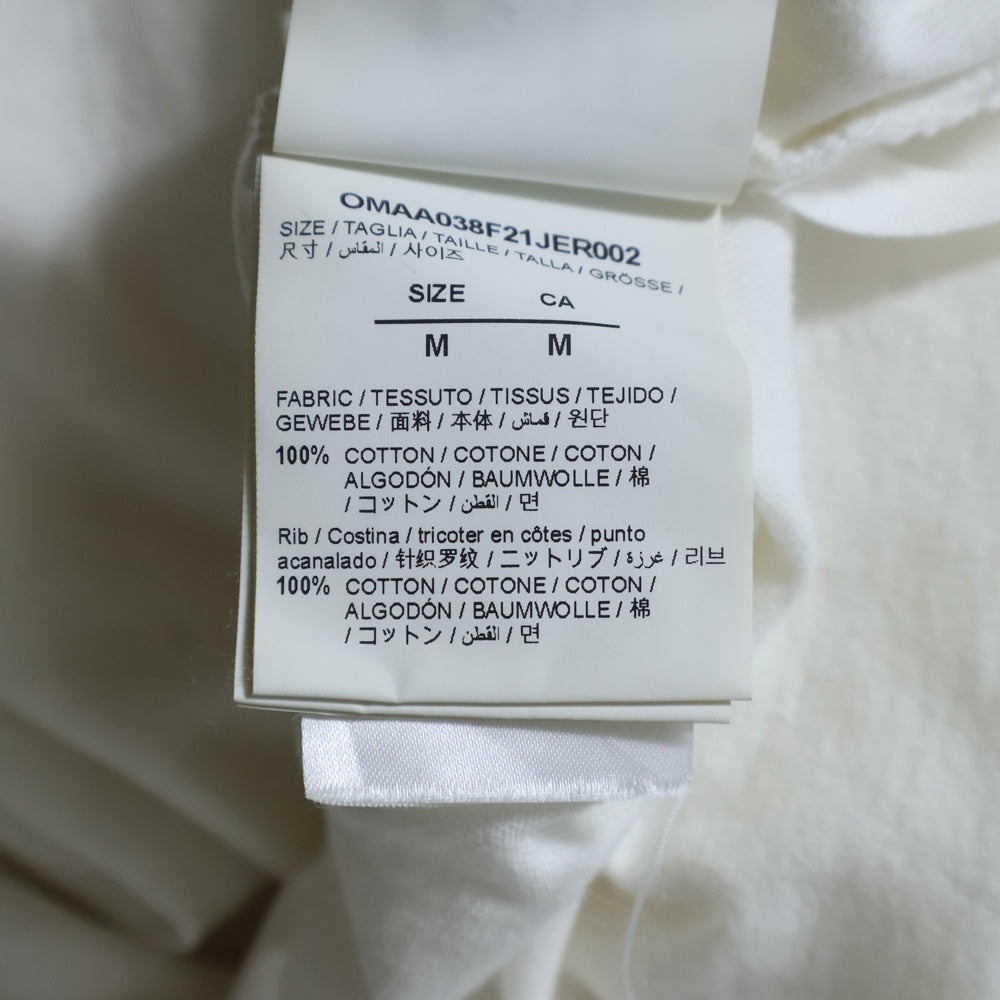 OMAA038F21JER002
SIZE / TAGLIA / TAILLE / TALLA / GRÖSSE /
尺寸 / المقاس / 사이즈
SIZE CA
M M
FABRIC / TESSUTO / TISSUS / TEJIDO /
GEWEBE / 面料 / 本体 / قماش / 원단
100% COTTON / COTONE / COTON /
ALGODÓN / BAUMWOLLE / 棉
/ コットン / القطن / 면
Rib / Costina / tricoter en côtes / punto
acanalado / 针织罗纹 / ニットリブ / غرزة / 리브
100% COTTON / COTONE / COTON /
ALGODÓN / BAUMWOLLE / 棉
/ コットン / القطن / 면